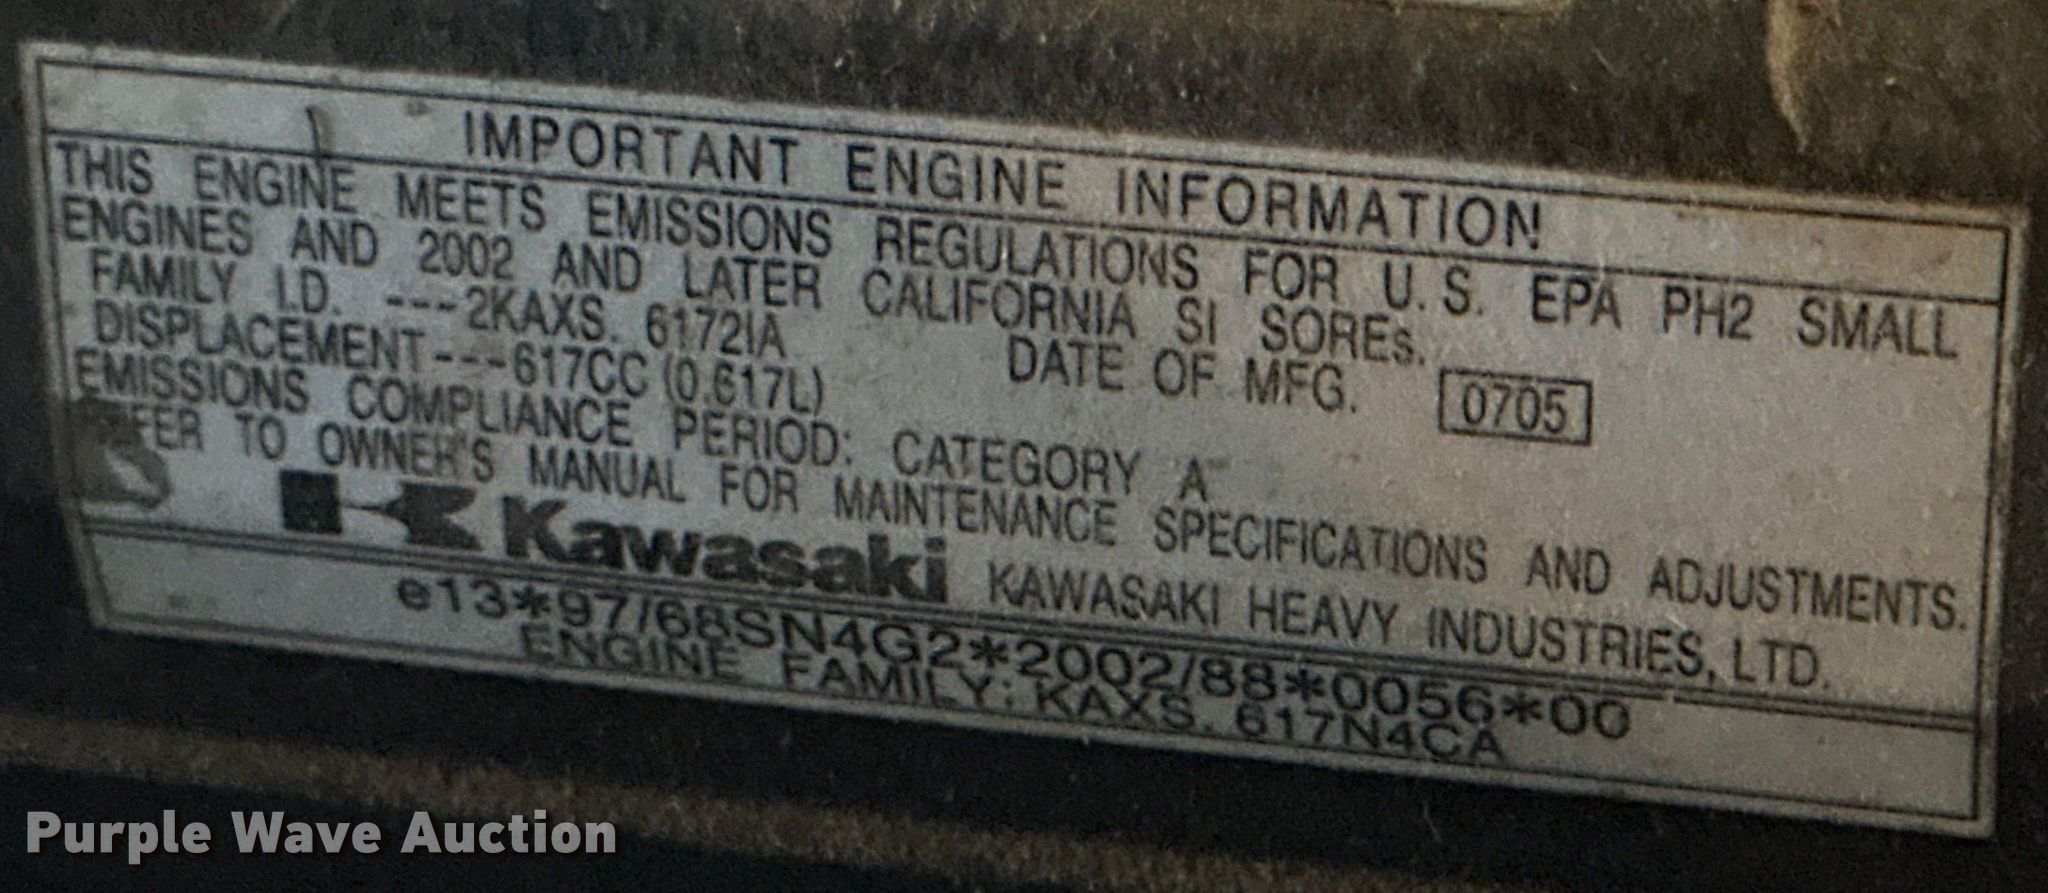 IMPORTANT ENGINE INFORMATION
THIS ENGINE MEETS EMISSIONS REGULATIONS FOR U.S. EPA PH2 SMALL
ENGINES AND 2002 AND LATER CALIFORNIA SI SOREs.
FAMILY I.D. ---2KAXS. 6172IA DATE OF MFG. 0705
DISPLACEMENT---617CC (0.617L)
EMISSIONS COMPLIANCE PERIOD: CATEGORY A
REFER TO OWNER'S MANUAL FOR MAINTENANCE SPECIFICATIONS AND ADJUSTMENTS.
Kawasaki KAWASAKI HEAVY INDUSTRIES, LTD.
e13*97/68SN4G2*2002/88*0056*00
ENGINE FAMILY: KAXS. 617N4CA
Purple Wave Auction